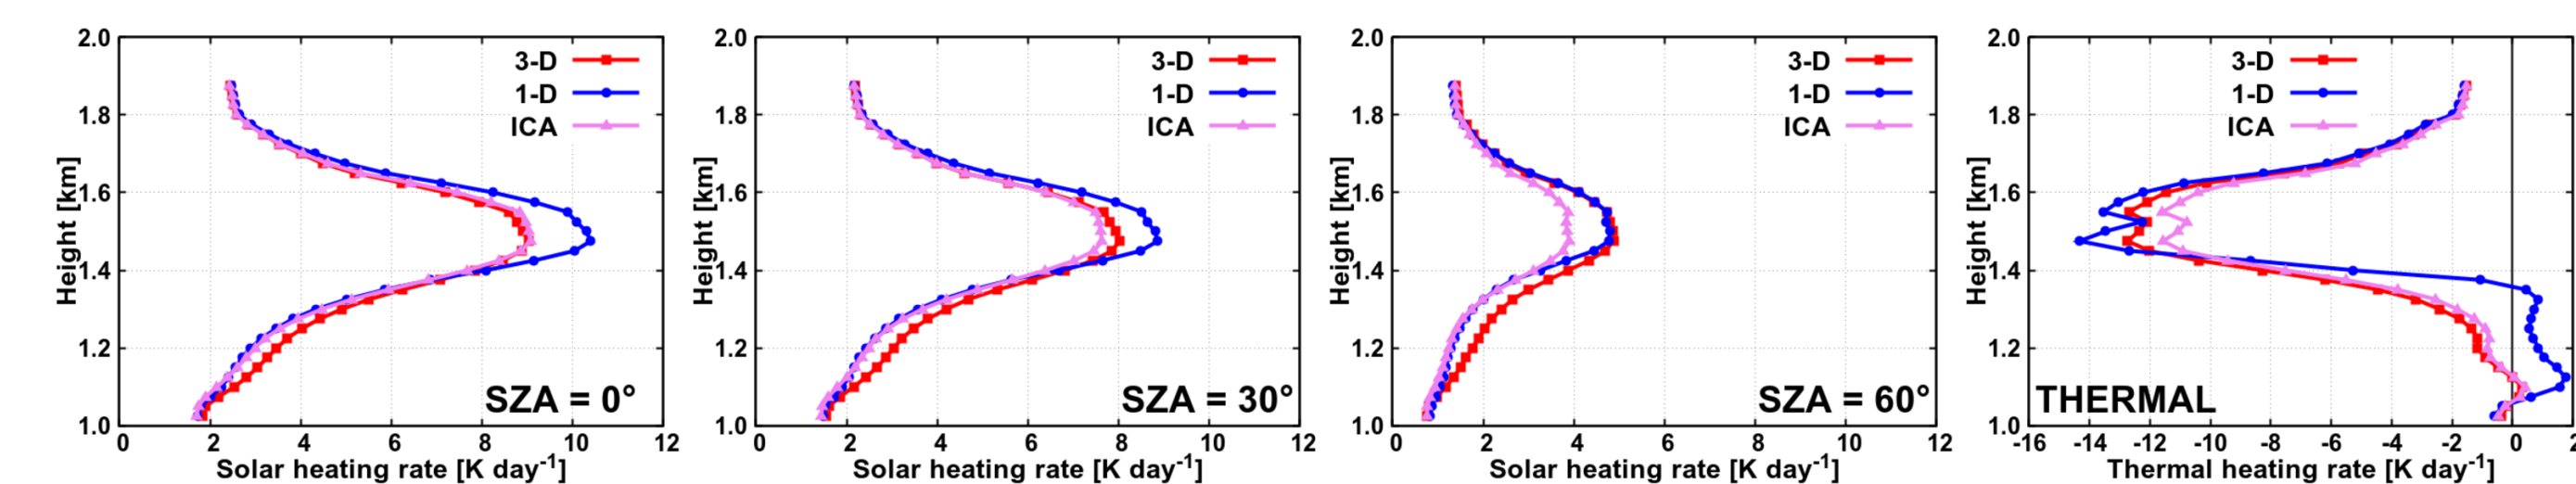 2.0
1.8
1.6
1.4
1.2
1.0
Height [km]
3-D
1-D
ICA
SZA = 0°
0 2 4 6 8 10 12
Solar heating rate [K day-1]
2.0
1.8
1.6
1.4
1.2
1.0
Height [km]
3-D
1-D
ICA
SZA = 30°
0 2 4 6 8 10 12
Solar heating rate [K day-1]
2.0
1.8
1.6
1.4
1.2
1.0
Height [km]
3-D
1-D
ICA
SZA = 60°
0 2 4 6 8 10 12
Solar heating rate [K day-1]
2.0
1.8
1.6
1.4
1.2
1.0
Height [km]
3-D
1-D
ICA
THERMAL
-16 -14 -12 -10 -8 -6 -4 -2 0 2
Thermal heating rate [K day-1]